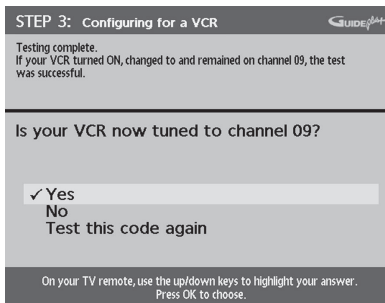 STEP 3: Configuring for a VCR
GUIDE plus+
Testing complete.
If your VCR turned ON, changed to and remained on channel 09, the test
was successful.
Is your VCR now tuned to channel 09?
✓ Yes
No
Test this code again
On your TV remote, use the up/down keys to highlight your answer.
Press OK to choose.